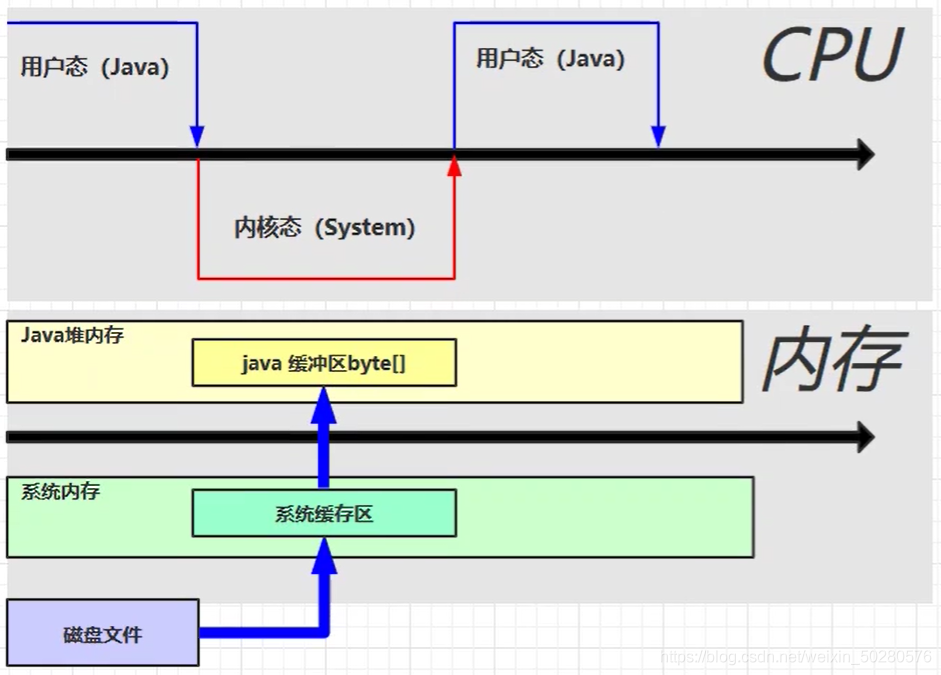 用户态（Java）
用户态（Java）
CPU
内核态（System）
Java堆内存
java 缓冲区byte[]
内存
系统内存
系统缓存区
磁盘文件
https://blog.csdn.net/weixin_50280576